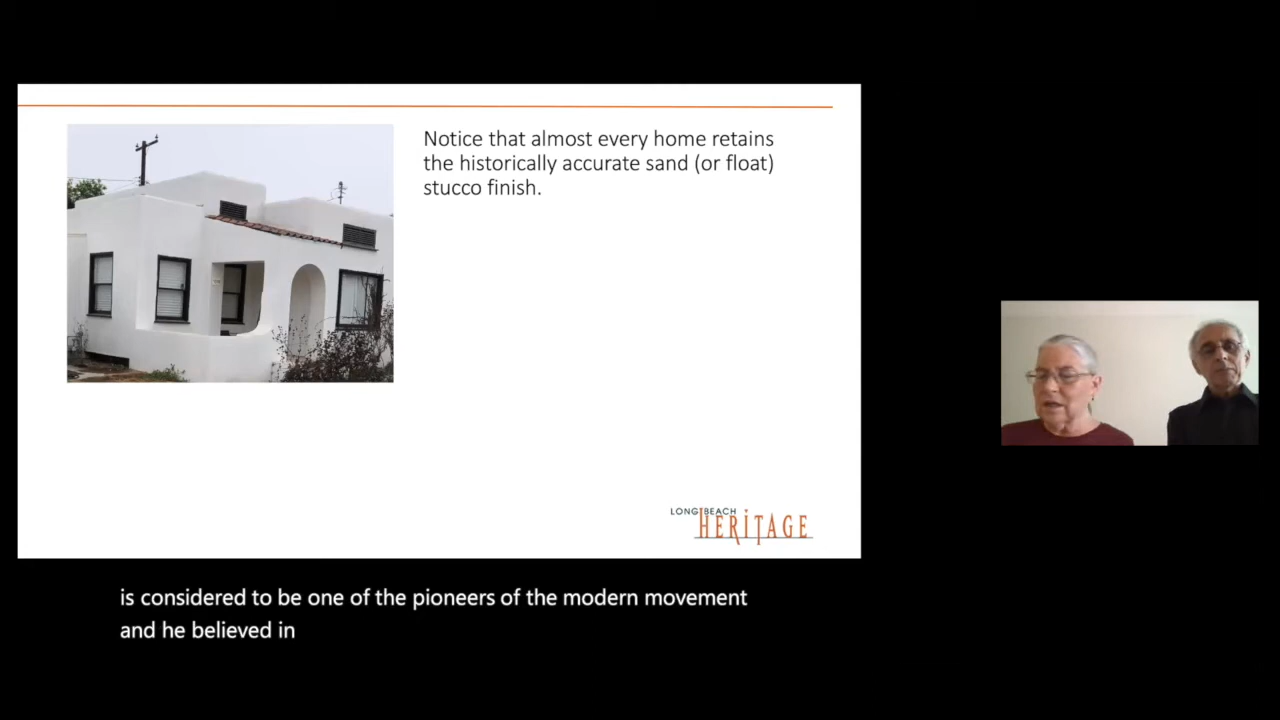 Notice that almost every home retains
the historically accurate sand (or float)
stucco finish.
LONG BEACH
HERITAGE
is considered to be one of the pioneers of the modern movement
and he believed in